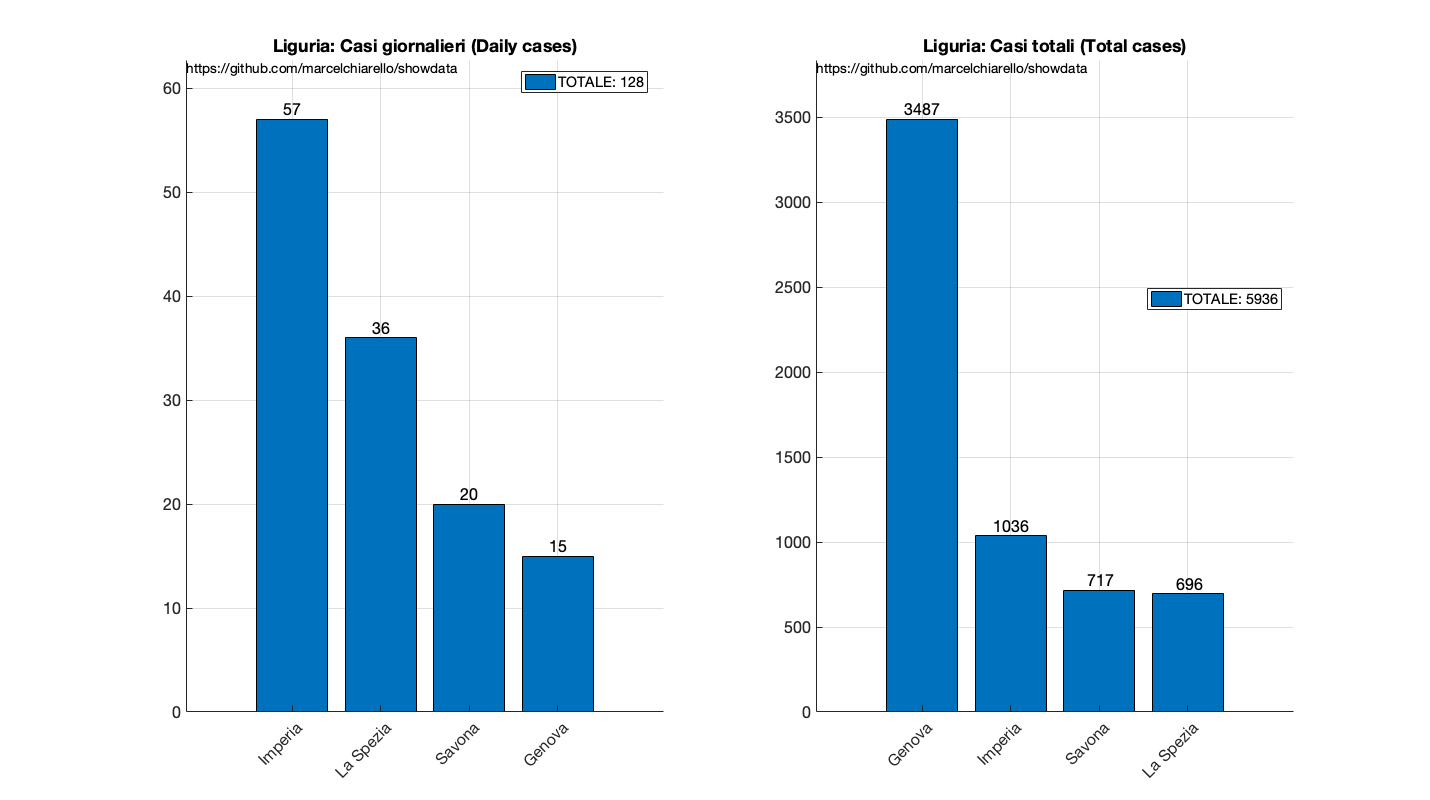 Liguria: Casi giornalieri (Daily cases)
https://github.com/marcelchiarello/showdata
TOTALE: 128
60
50
40
30
20
10
0
57
36
20
15
Imperia
La Spezia
Savona
Genova
Liguria: Casi totali (Total cases)
https://github.com/marcelchiarello/showdata
TOTALE: 5936
3500
3000
2500
2000
1500
1000
500
0
3487
1036
717
696
Genova
Imperia
Savona
La Spezia